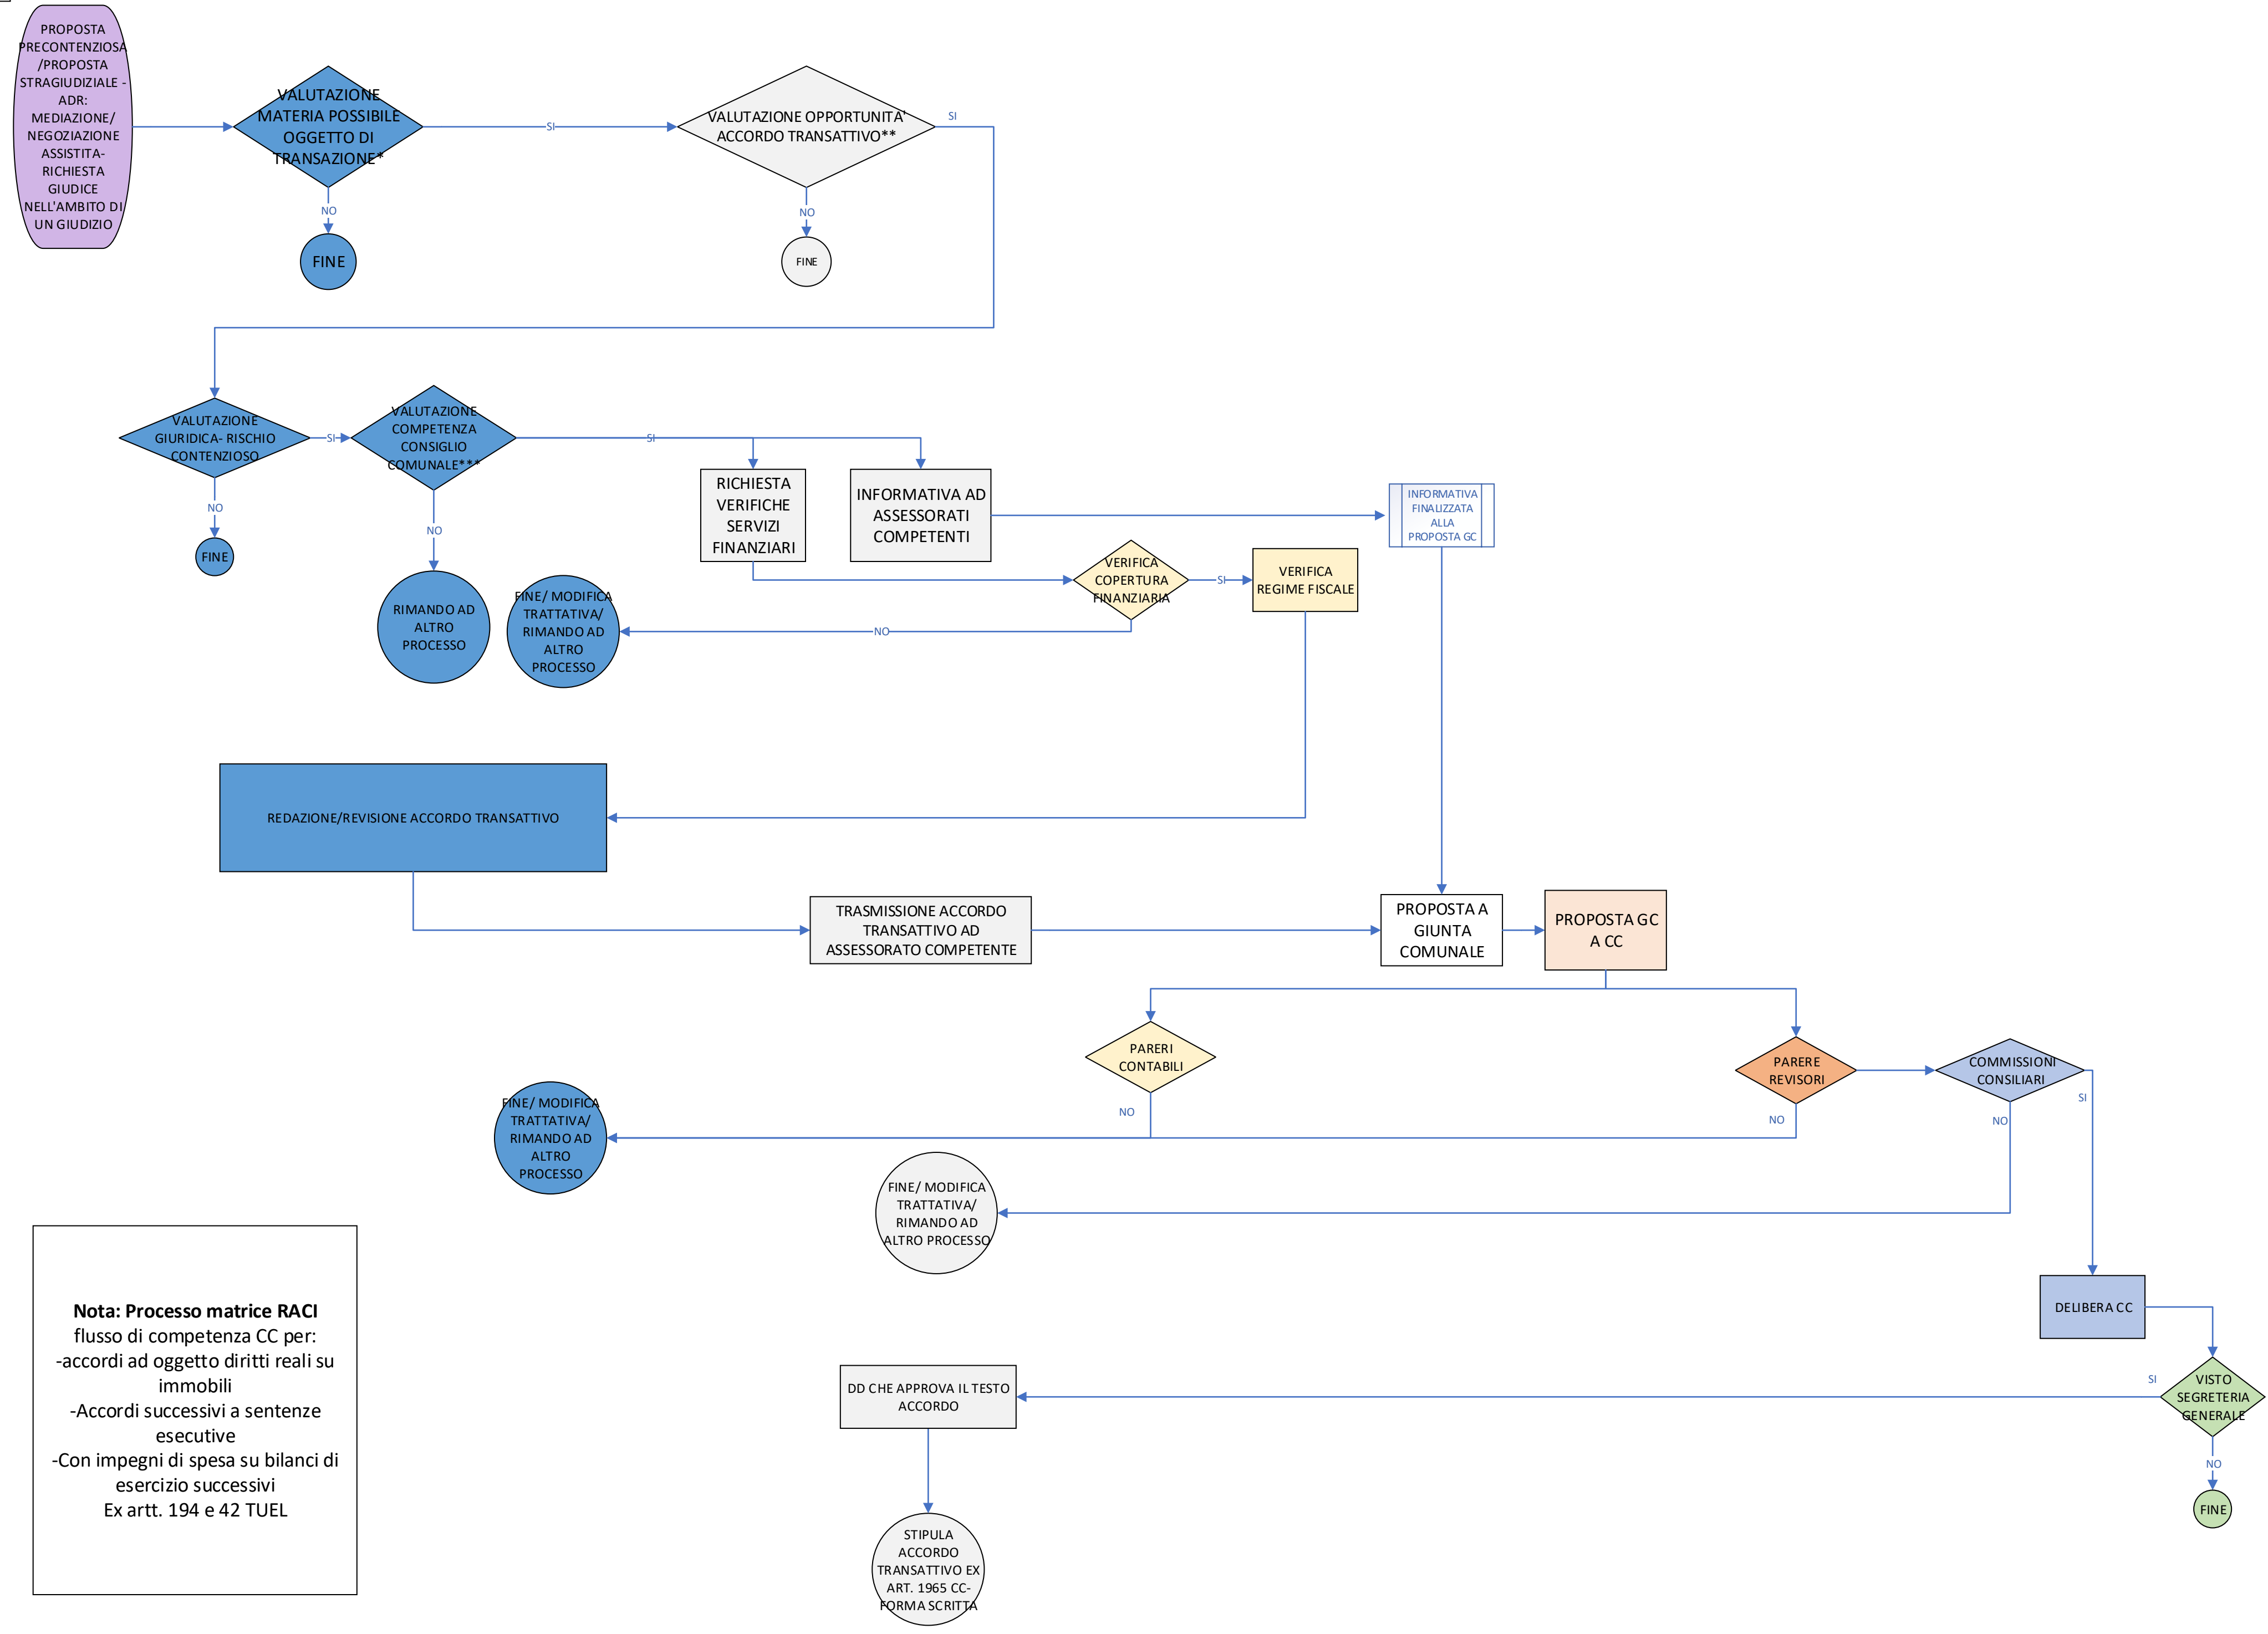 PROPOSTA
PRECONTENZIOSA
/PROPOSTA
STRAGIUDIZIALE -
ADR:
MEDIAZIONE/
NEGOZIAZIONE
ASSISTITA-
RICHIESTA
GIUDICE
NELL'AMBITO DI
UN GIUDIZIO
VALUTAZIONE
MATERIA POSSIBILE
OGGETTO DI
TRANSAZIONE*
SI
NO
FINE
VALUTAZIONE OPPORTUNITA'
ACCORDO TRANSATTIVO**
SI
NO
FINE
VALUTAZIONE
GIURIDICA- RISCHIO
CONTENZIOSO
SI
NO
FINE
VALUTAZIONE
COMPETENZA
CONSIGLIO
COMUNALE***
SI
NO
RIMANDO AD
ALTRO
PROCESSO
RICHIESTA
VERIFICHE
SERVIZI
FINANZIARI
INFORMATIVA AD
ASSESSORATI
COMPETENTI
INFORMATIVA
FINALIZZATA
ALLA
PROPOSTA GC
VERIFICA
COPERTURA
FINANZIARIA
SI
VERIFICA
REGIME FISCALE
NO
FINE/ MODIFICA
TRATTATIVA/
RIMANDO AD
ALTRO
PROCESSO
REDAZIONE/REVISIONE ACCORDO TRANSATTIVO
TRASMISSIONE ACCORDO
TRANSATTIVO AD
ASSESSORATO COMPETENTE
PROPOSTA A
GIUNTA
COMUNALE
PROPOSTA GC
A CC
PARERI
CONTABILI
NO
PARERE
REVISORI
NO
COMMISSIONI
CONSILIARI
SI
NO
FINE/ MODIFICA
TRATTATIVA/
RIMANDO AD
ALTRO
PROCESSO
FINE/ MODIFICA
TRATTATIVA/
RIMANDO AD
ALTRO PROCESSO
DELIBERA CC
VISTO
SEGRETERIA
GENERALE
SI
NO
FINE
DD CHE APPROVA IL TESTO
ACCORDO
STIPULA
ACCORDO
TRANSATTIVO EX
ART. 1965 CC-
FORMA SCRITTA
Nota: Processo matrice RACI
flusso di competenza CC per:
-accordi ad oggetto diritti reali su
immobili
-Accordi successivi a sentenze
esecutive
-Con impegni di spesa su bilanci di
esercizio successivi
Ex artt. 194 e 42 TUEL